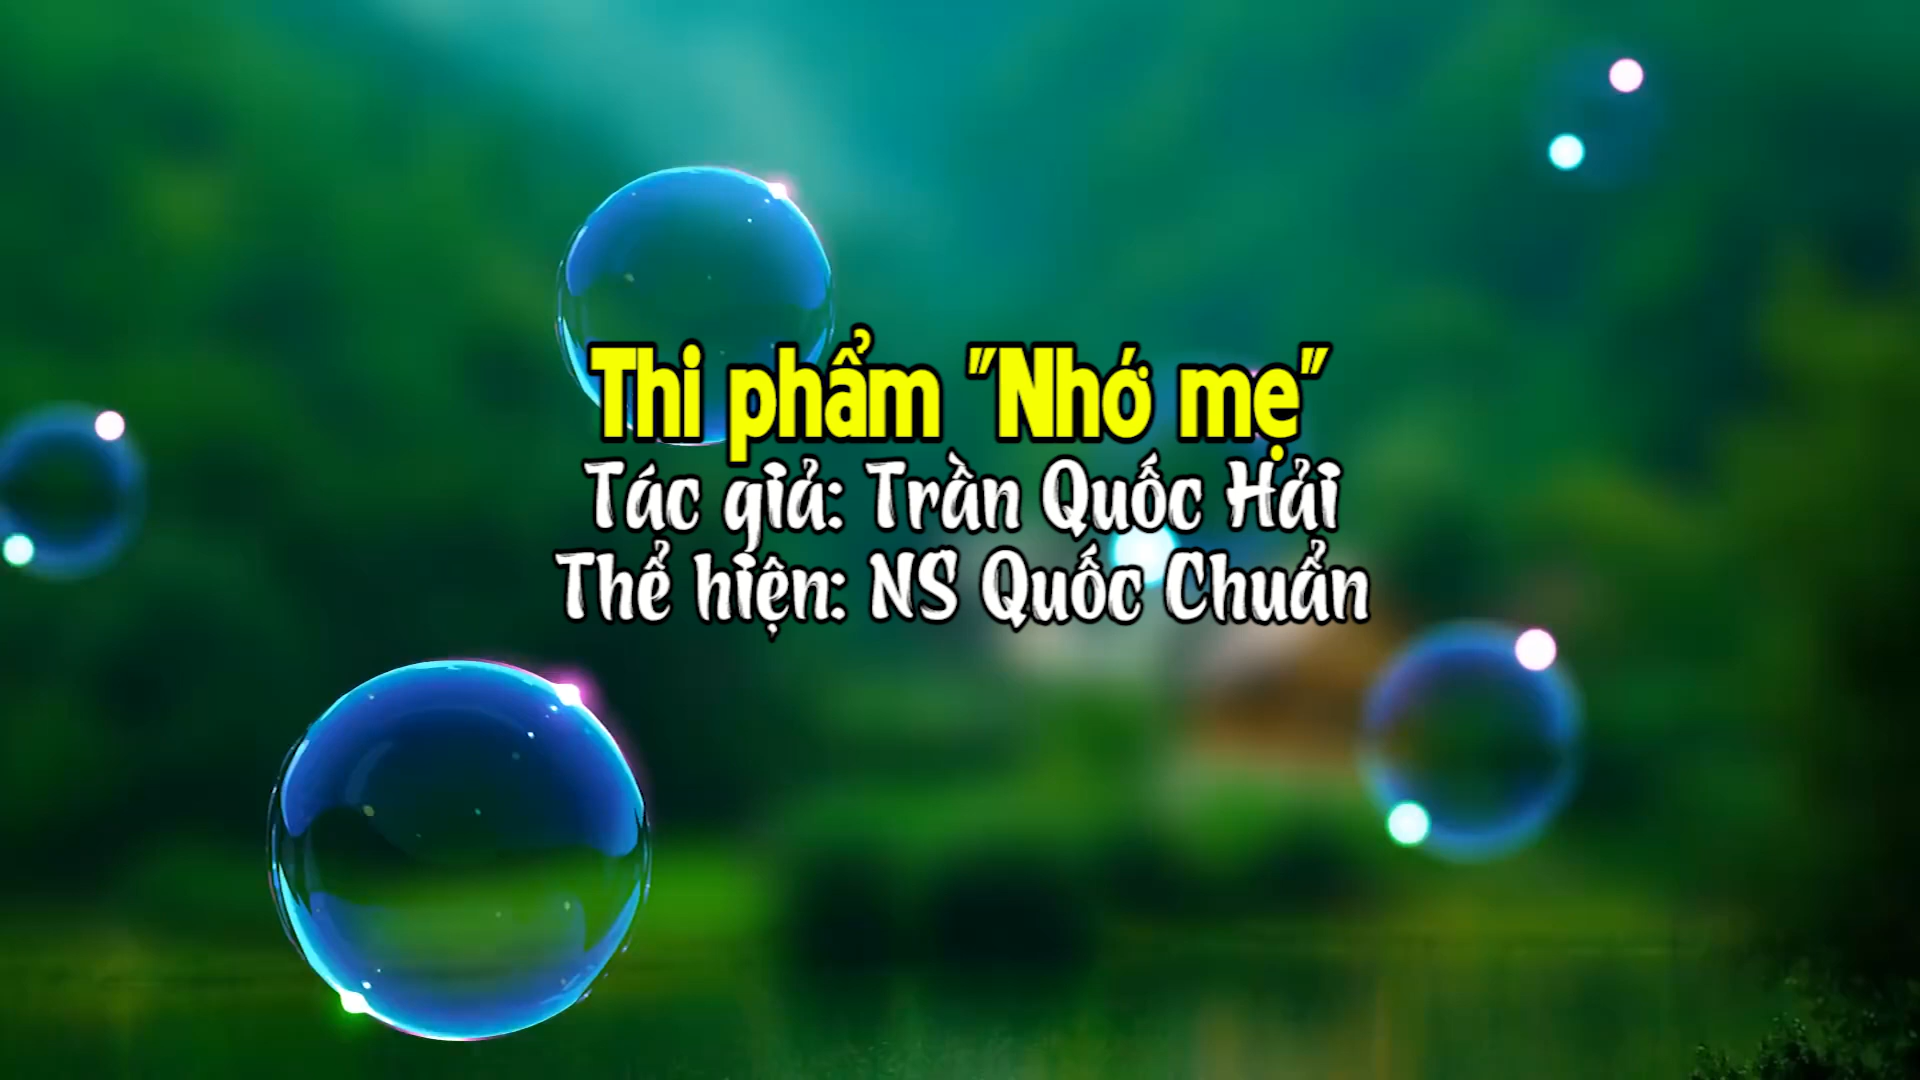 Thi phẩm "Nhớ mẹ"
Tác giả: Trần Quốc Hải
Thể hiện: NS Quốc Chuẩn